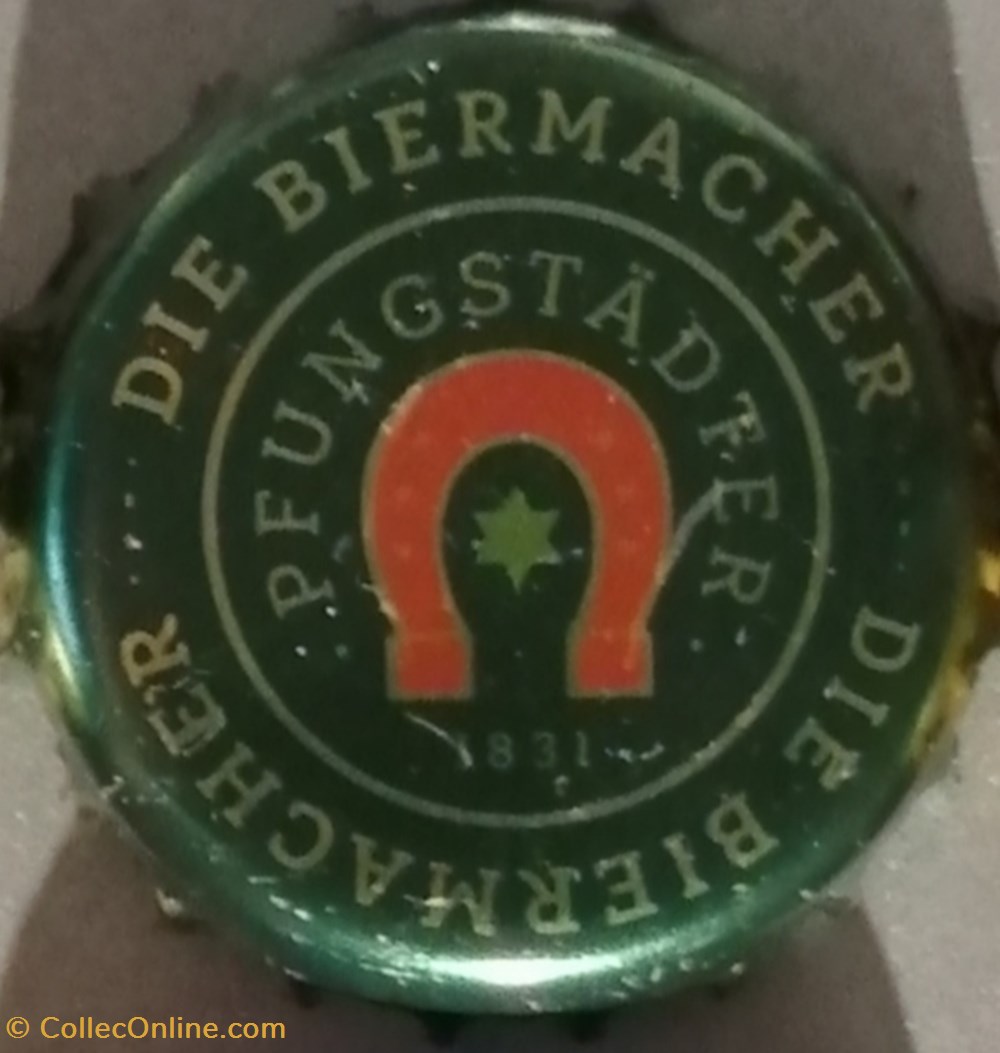 DIE BIERMACHER
PFUNGSTÄDTER
1831
DIE BIERMACHER
© CollecOnline.com